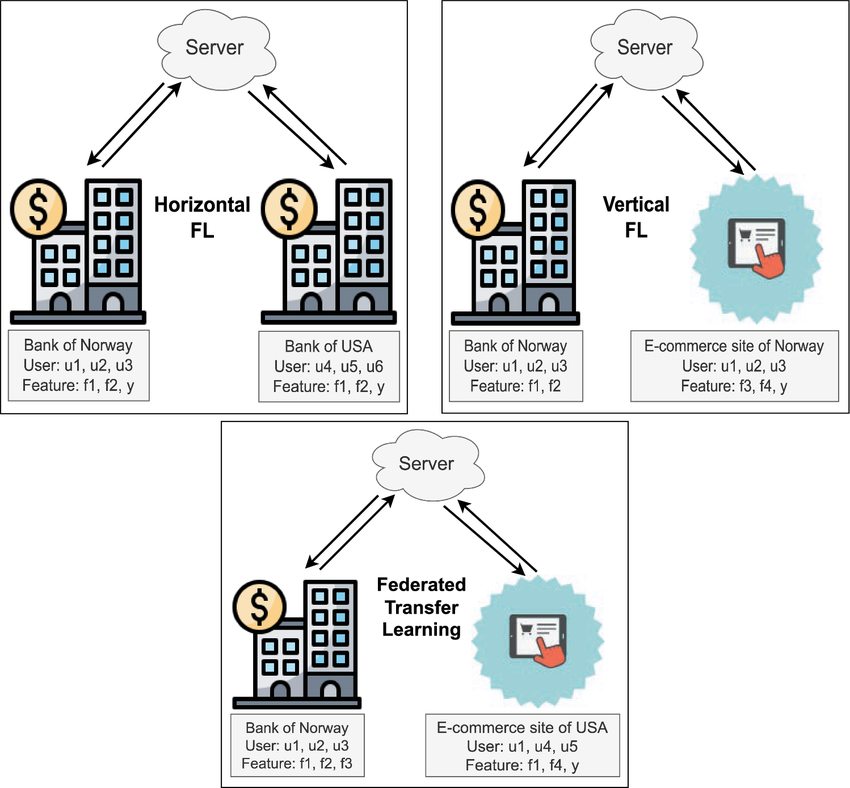 Server
$
Horizontal
FL
$
Bank of Norway
User: u1, u2, u3
Feature: f1, f2, y
Bank of USA
User: u4, u5, u6
Feature: f1, f2, y
Server
$
Vertical
FL
Bank of Norway
User: u1, u2, u3
Feature: f1, f2
E-commerce site of Norway
User: u1, u2, u3
Feature: f3, f4, y
Server
$
Federated
Transfer
Learning
Bank of Norway
User: u1, u2, u3
Feature: f1, f2, f3
E-commerce site of USA
User: u1, u4, u5
Feature: f1, f4, y